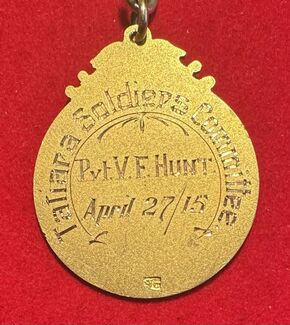 Tatiara Soldiers Committee
Pvt. V. F. HUNT.
April 27/15